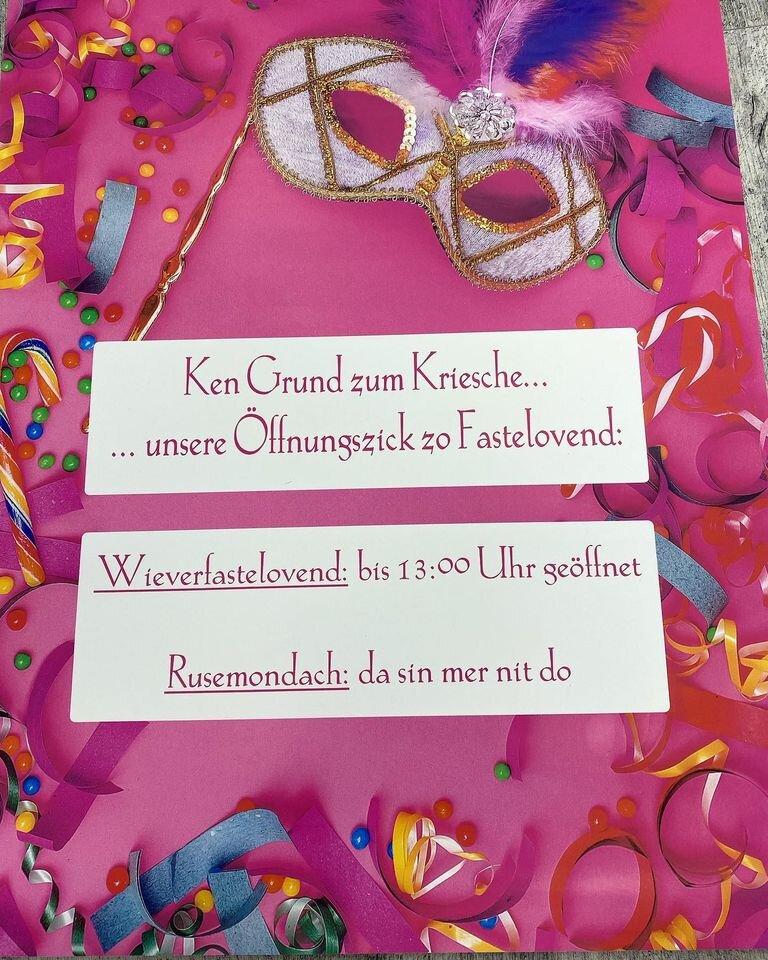 Ken Grund zum Kriesche...
... unsere Öffnungszick zo Fastelovend:
Wieverfastelovend: bis 13:00 Uhr geöffnet
Rusemondach: da sin mer nit do